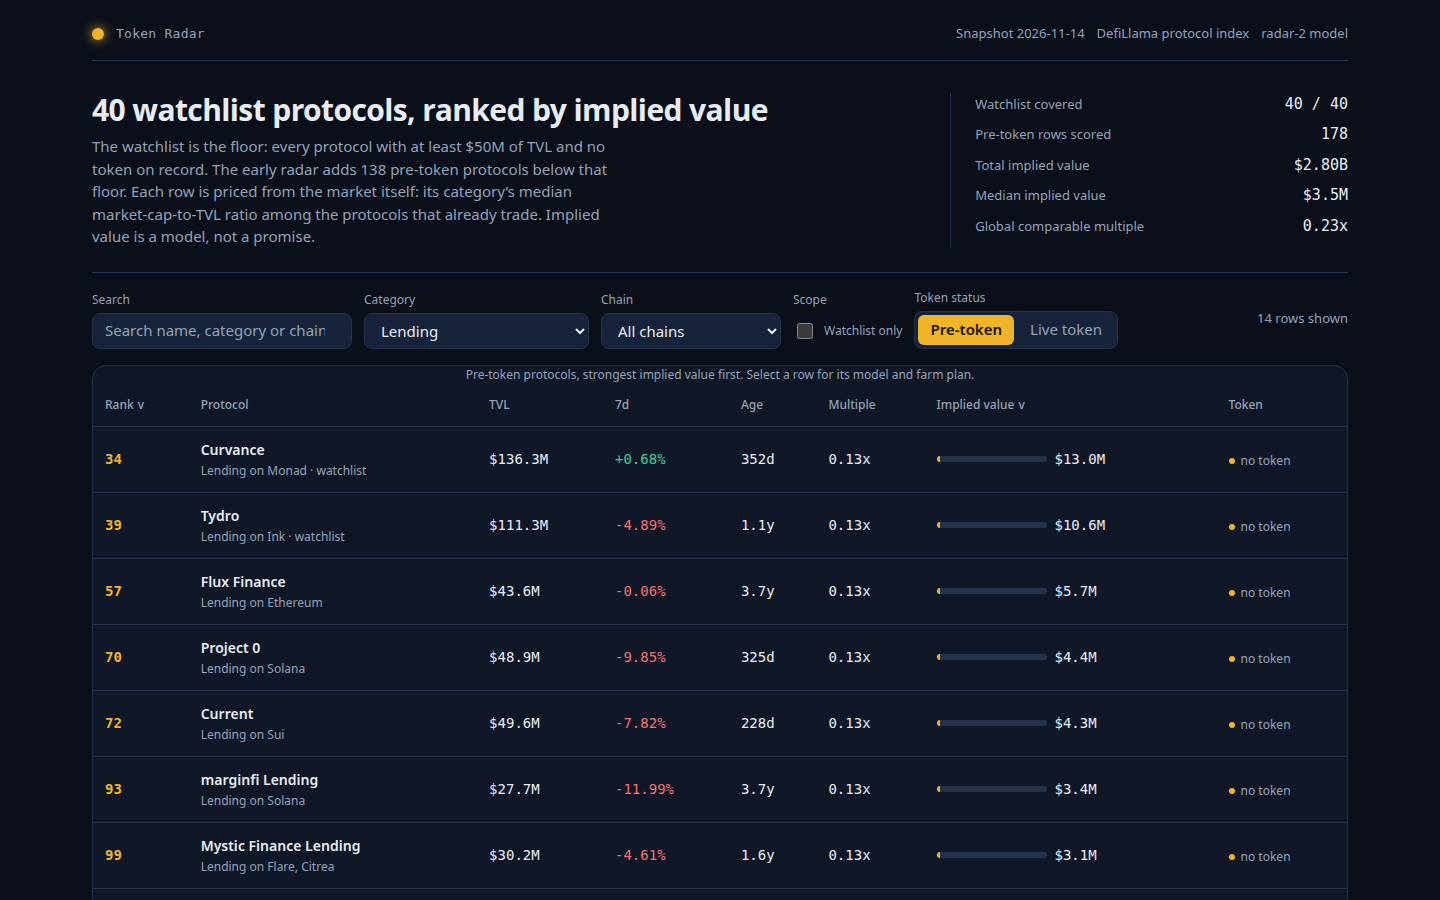 Token Radar
Snapshot 2026-11-14 DefiLlama protocol index radar-2 model
40 watchlist protocols, ranked by implied value
The watchlist is the floor: every protocol with at least $50M of TVL and no
token on record. The early radar adds 138 pre-token protocols below that
floor. Each row is priced from the market itself: its category’s median
market-cap-to-TVL ratio among the protocols that already trade. Implied
value is a model, not a promise.
Watchlist covered 40 / 40
Pre-token rows scored 178
Total implied value $2.80B
Median implied value $3.5M
Global comparable multiple 0.23x
Search Category Chain Scope Token status
Search name, category or chain Lending All chains Watchlist only Pre-token Live token 14 rows shown
Pre-token protocols, strongest implied value first. Select a row for its model and farm plan.
Rank v Protocol TVL 7d Age Multiple Implied value v Token
34 Curvance $136.3M +0.68% 352d 0.13x $13.0M no token
Lending on Monad · watchlist
39 Tydro $111.3M -4.89% 1.1y 0.13x $10.6M no token
Lending on Ink · watchlist
57 Flux Finance $43.6M -0.06% 3.7y 0.13x $5.7M no token
Lending on Ethereum
70 Project 0 $48.9M -9.85% 325d 0.13x $4.4M no token
Lending on Solana
72 Current $49.6M -7.82% 228d 0.13x $4.3M no token
Lending on Sui
93 marginfi Lending $27.7M -11.99% 3.7y 0.13x $3.4M no token
Lending on Solana
99 Mystic Finance Lending $30.2M -4.61% 1.6y 0.13x $3.1M no token
Lending on Flare, Citrea